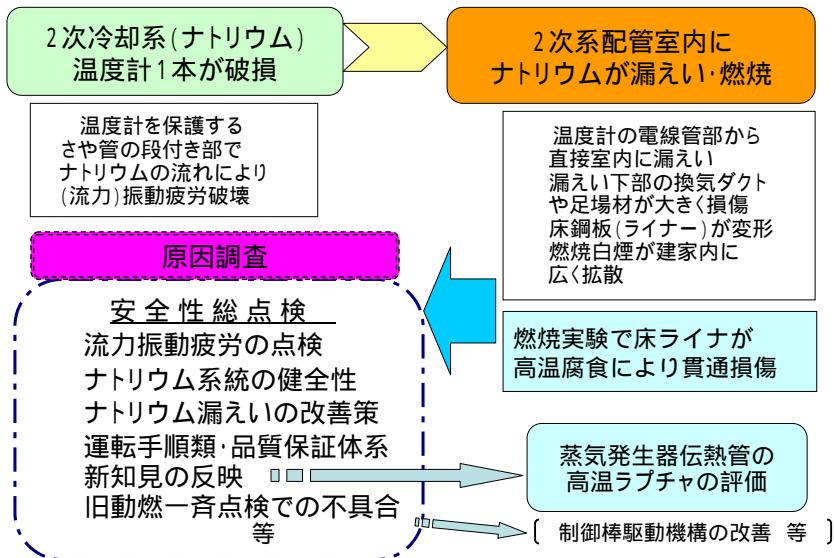 2次冷却系(ナトリウム)
温度計1本が破損
2次系配管室内に
ナトリウムが漏えい·燃焼
温度計を保護する
さや管の段付き部で
ナトリウムの流れにより
(流力)振動疲労破壊
温度計の電線管部から
直接室内に漏えい
漏えい下部の換気ダクト
や足場材が大きく損傷
床鋼板(ライナー)が変形
燃焼白煙が建家内に
広く拡散
原因調査
安全性総点検
流力振動疲労の点検
ナトリウム系統の健全性
ナトリウム漏えいの改善策
運転手順類·品質保証体系
新知見の反映
旧動燃一斉点検での不具合
等
燃焼実験で床ライナが
高温腐食により貫通損傷
蒸気発生器伝熱管の
高温ラプチャの評価
〔 制御棒駆動機構の改善 等 〕